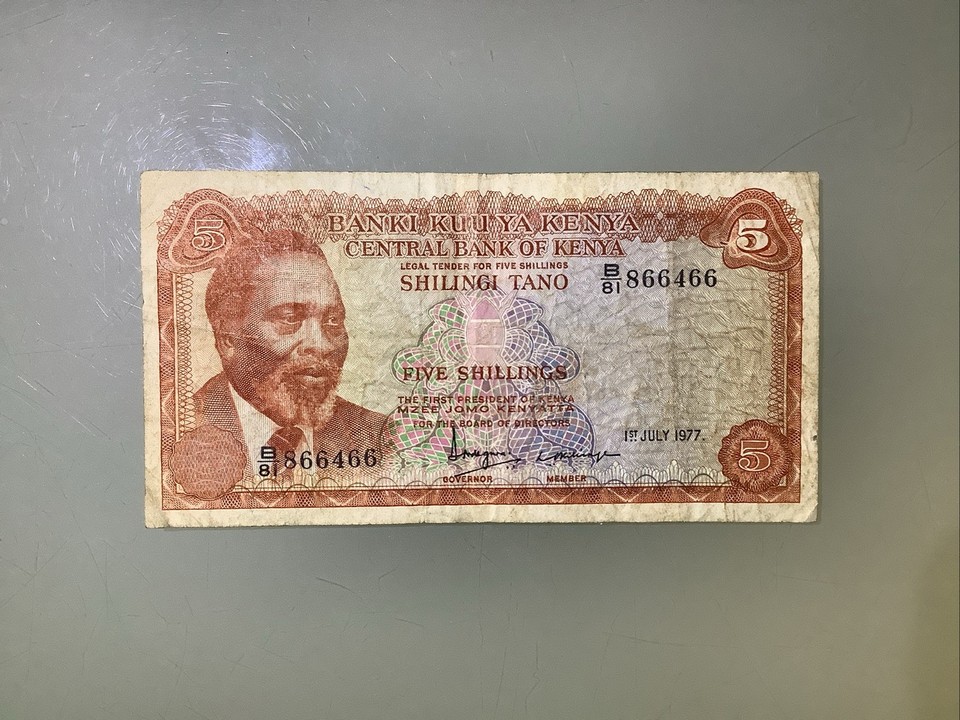 5 5
BANKI KUU YA KENYA
CENTRAL BANK OF KENYA
LEGAL TENDER FOR FIVE SHILLINGS
SHILINGI TANO
B/81 866466
FIVE SHILLINGS
THE FIRST PRESIDENT OF KENYA
MZEE JOMO KENYATTA
FOR THE BOARD OF DIRECTORS
1ST JULY 1977.
B/81 866466
GOVERNOR MEMBER
5